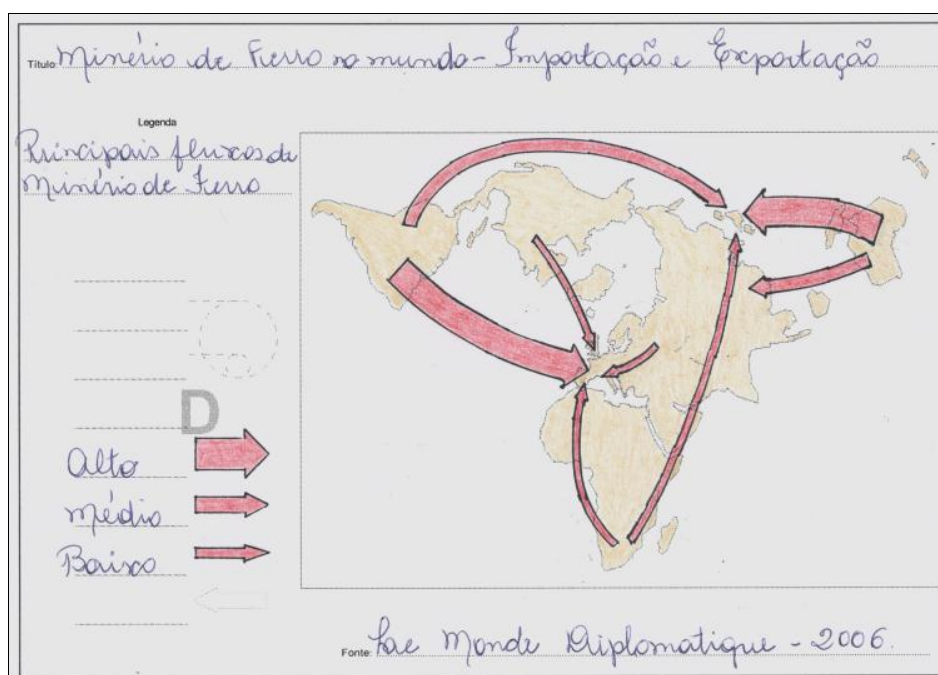 Título: Minério de Ferro no mundo - Importação e Exportação
Legenda
Principais fluxos de
Minério de Ferro
D
Alto
Médio
Baixo
Fonte: Lae Monde Diplomatique - 2006.